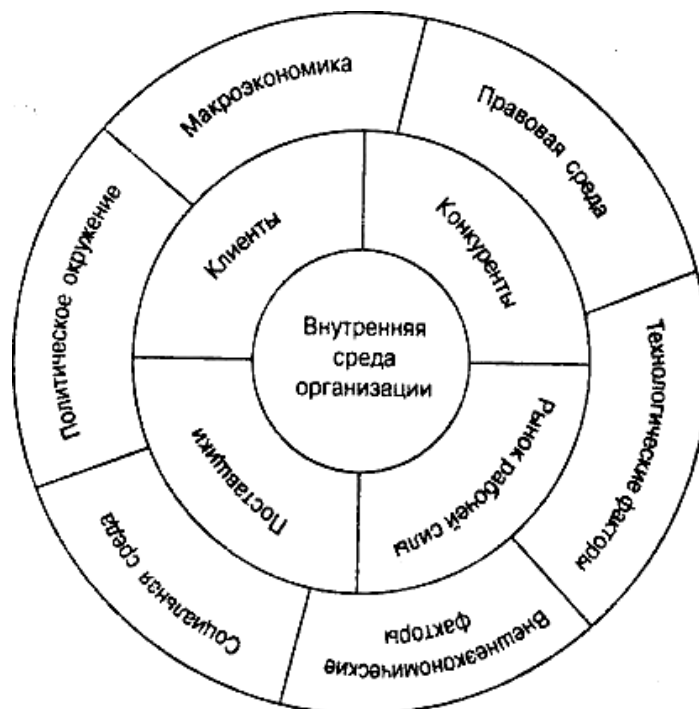 Макроэкономика
Правовая среда
Технологические факторы
Внешнеэкономические
факторы
Социальная среда
Политическое окружение
Клиенты
Конкуренты
Рынок рабочей силы
Поставщики
Внутренняя
среда
организации